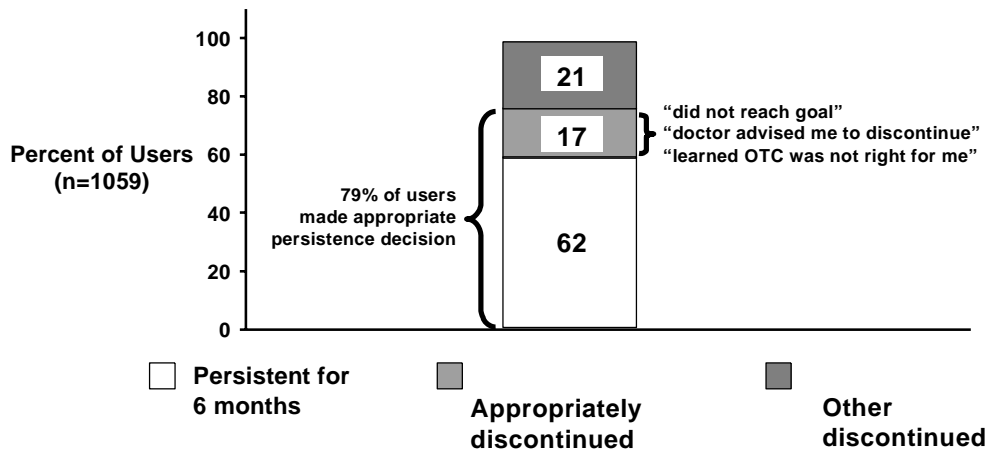 100
80
60
40
20
0
Percent of Users
(n=1059)
79% of users
made appropriate
persistence decision
21
17
62
“did not reach goal”
“doctor advised me to discontinue”
“learned OTC was not right for me”
Persistent for
6 months
Appropriately
discontinued
Other
discontinued